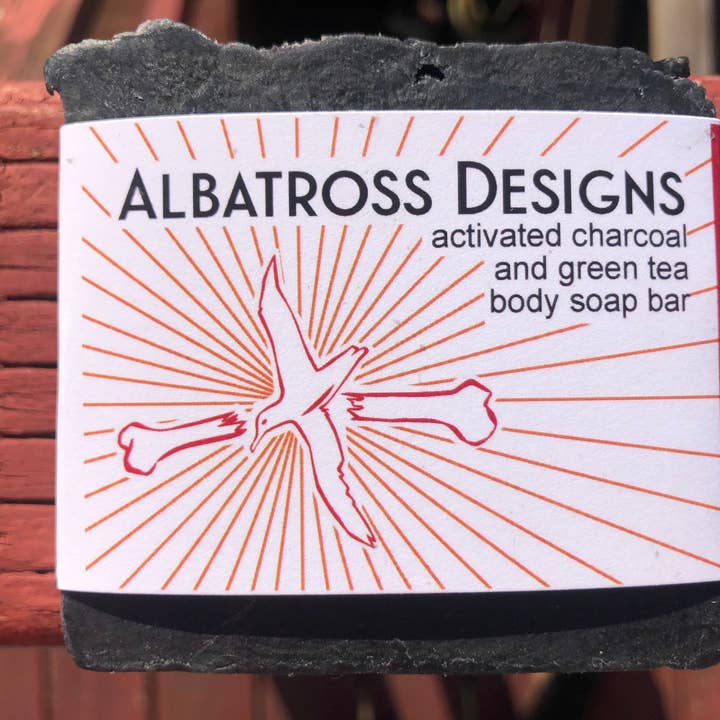 ALBATROSS DESIGNS
activated charcoal
and green tea
body soap bar